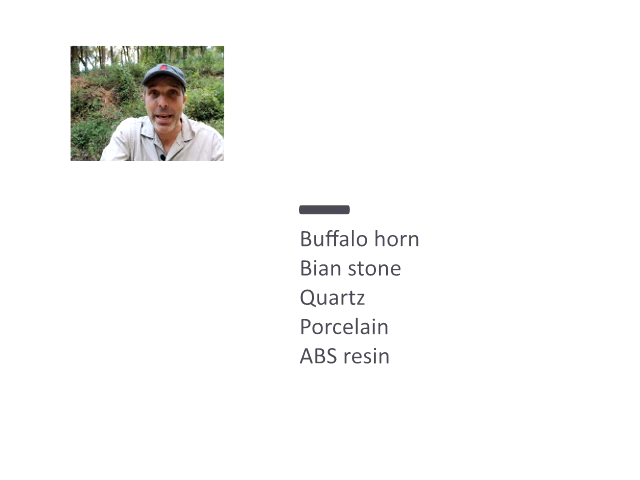 Buffalo horn
Bian stone
Quartz
Porcelain
ABS resin